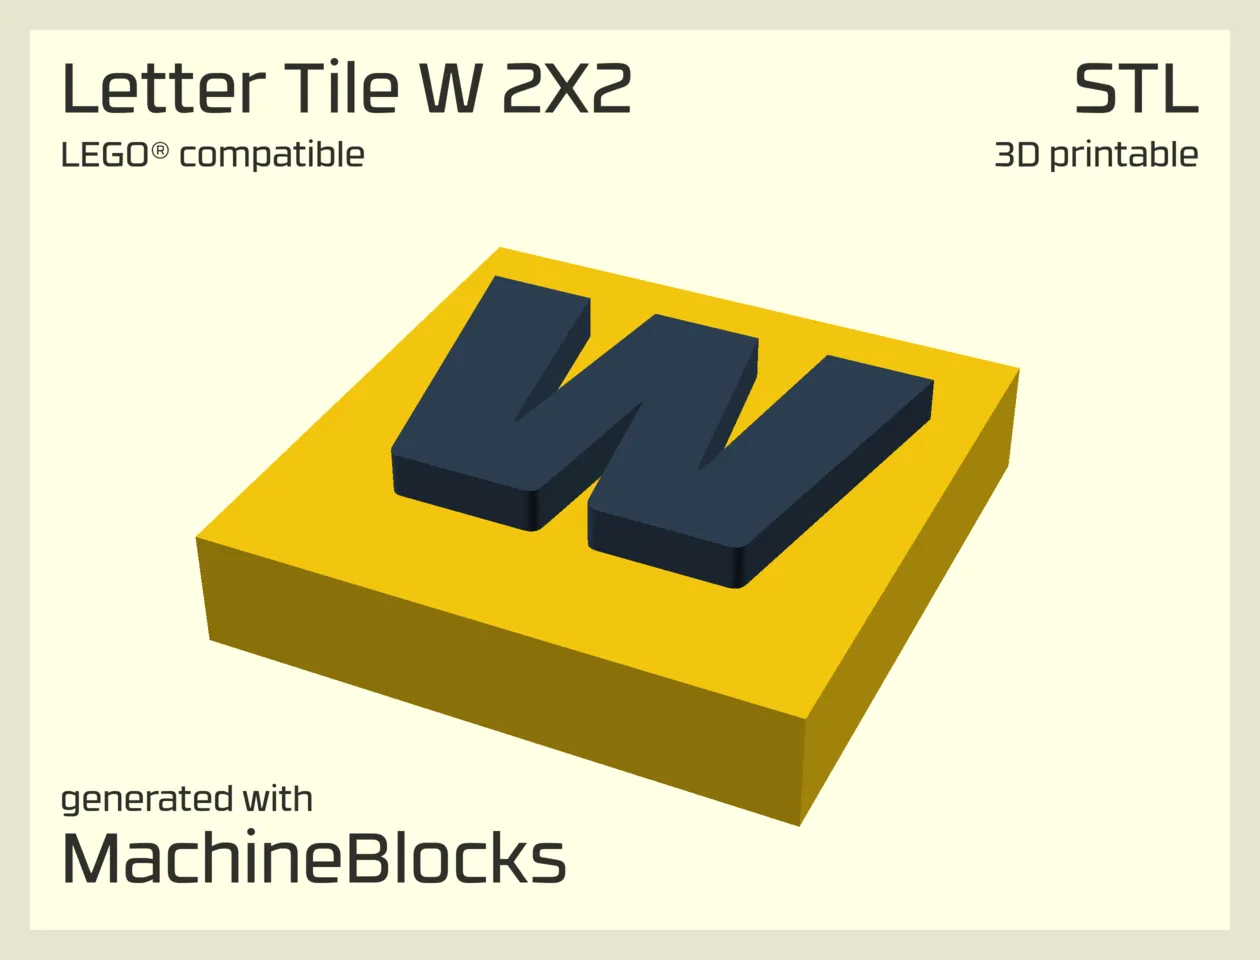 Letter Tile W 2X2
LEGO® compatible
STL
3D printable
W
generated with
MachineBlocks